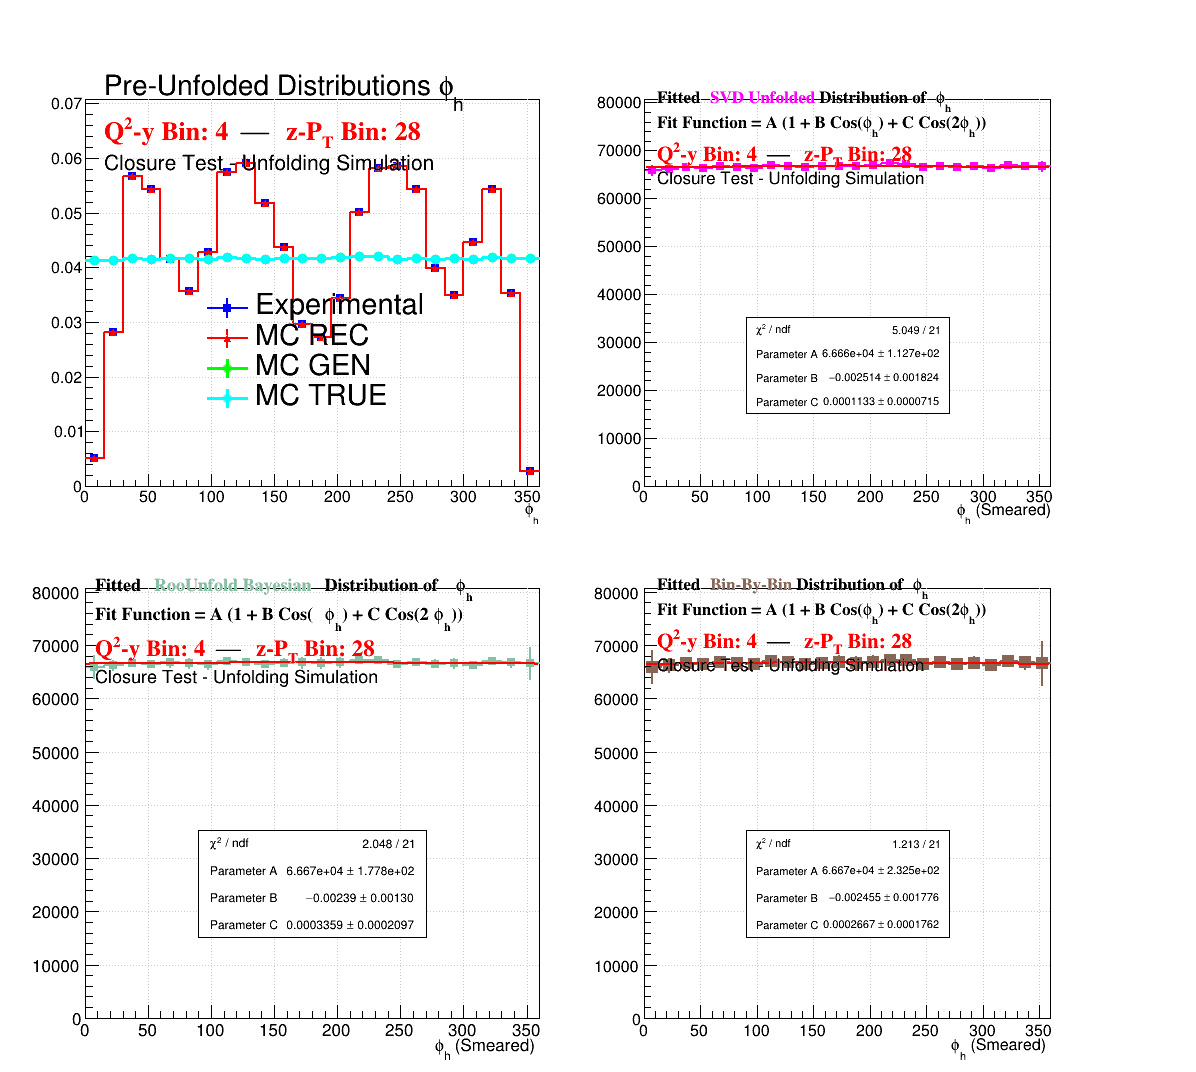 Pre-Unfolded Distributions ϕh
Q²-y Bin: 4 — z-PT Bin: 28
Closure Test - Unfolding Simulation
0.07
0.06
0.05
0.04
0.03
0.02
0.01
0
Experimental
MC REC
MC GEN
MC TRUE
0 50 100 150 200 250 300 350
ϕh
Fitted SVD Unfolded Distribution of ϕh
Fit Function = A (1 + B Cos(ϕh) + C Cos(2ϕh))
Q²-y Bin: 4 — z-PT Bin: 28
Closure Test - Unfolding Simulation
80000
70000
60000
50000
40000
30000
20000
10000
0
χ² / ndf 5.049 / 21
Parameter A 6.666e+04 ± 1.127e+02
Parameter B −0.002514 ± 0.001824
Parameter C 0.0001133 ± 0.0000715
0 50 100 150 200 250 300 350
ϕh (Smeared)
Fitted RooUnfold Bayesian Distribution of ϕh
Fit Function = A (1 + B Cos( ϕh) + C Cos(2 ϕh))
Q²-y Bin: 4 — z-PT Bin: 28
Closure Test - Unfolding Simulation
80000
70000
60000
50000
40000
30000
20000
10000
0
χ² / ndf 2.048 / 21
Parameter A 6.667e+04 ± 1.778e+02
Parameter B −0.00239 ± 0.00130
Parameter C 0.0003359 ± 0.0002097
0 50 100 150 200 250 300 350
ϕh (Smeared)
Fitted Bin-By-Bin Distribution of ϕh
Fit Function = A (1 + B Cos(ϕh) + C Cos(2ϕh))
Q²-y Bin: 4 — z-PT Bin: 28
Closure Test - Unfolding Simulation
80000
70000
60000
50000
40000
30000
20000
10000
0
χ² / ndf 1.213 / 21
Parameter A 6.667e+04 ± 2.325e+02
Parameter B −0.002455 ± 0.001776
Parameter C 0.0002667 ± 0.0001762
0 50 100 150 200 250 300 350
ϕh (Smeared)